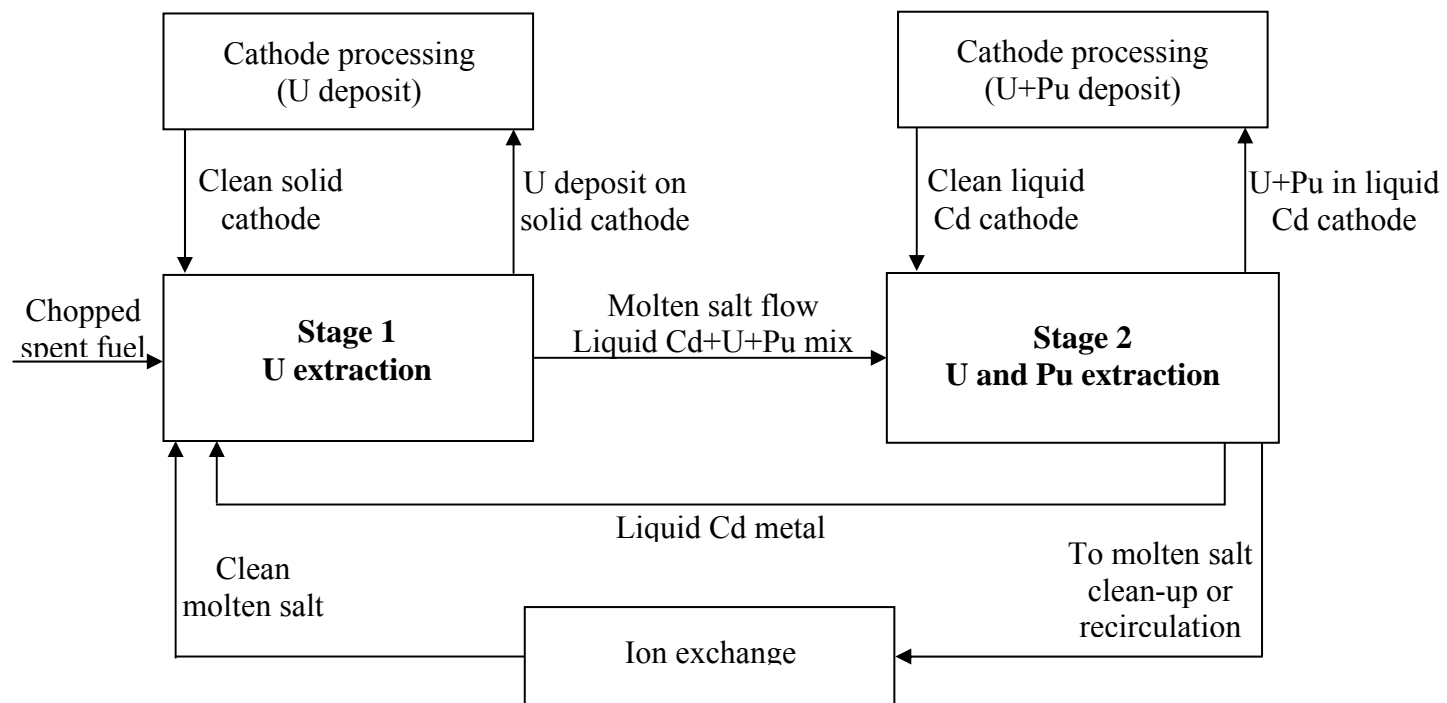 Cathode processing
(U deposit)
Cathode processing
(U+Pu deposit)
Clean solid
cathode
U deposit on
solid cathode
Clean liquid
Cd cathode
U+Pu in liquid
Cd cathode
Chopped
spent fuel
Stage 1
U extraction
Molten salt flow
Liquid Cd+U+Pu mix
Stage 2
U and Pu extraction
Liquid Cd metal
Clean
molten salt
To molten salt
clean-up or
recirculation
Ion exchange